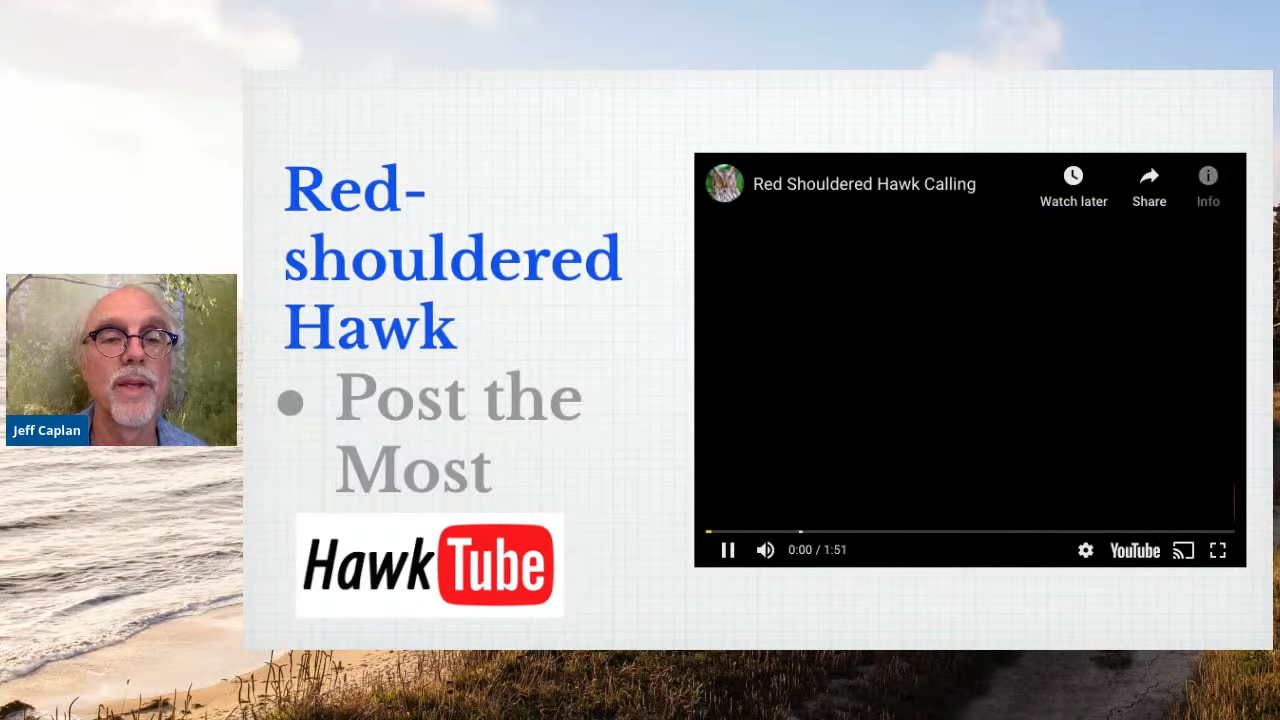 Red-
shouldered
Hawk
● Post the
Most
HawkTube
Jeff Caplan
Red Shouldered Hawk Calling
Watch later
Share
Info
0:00 / 1:51
YouTube